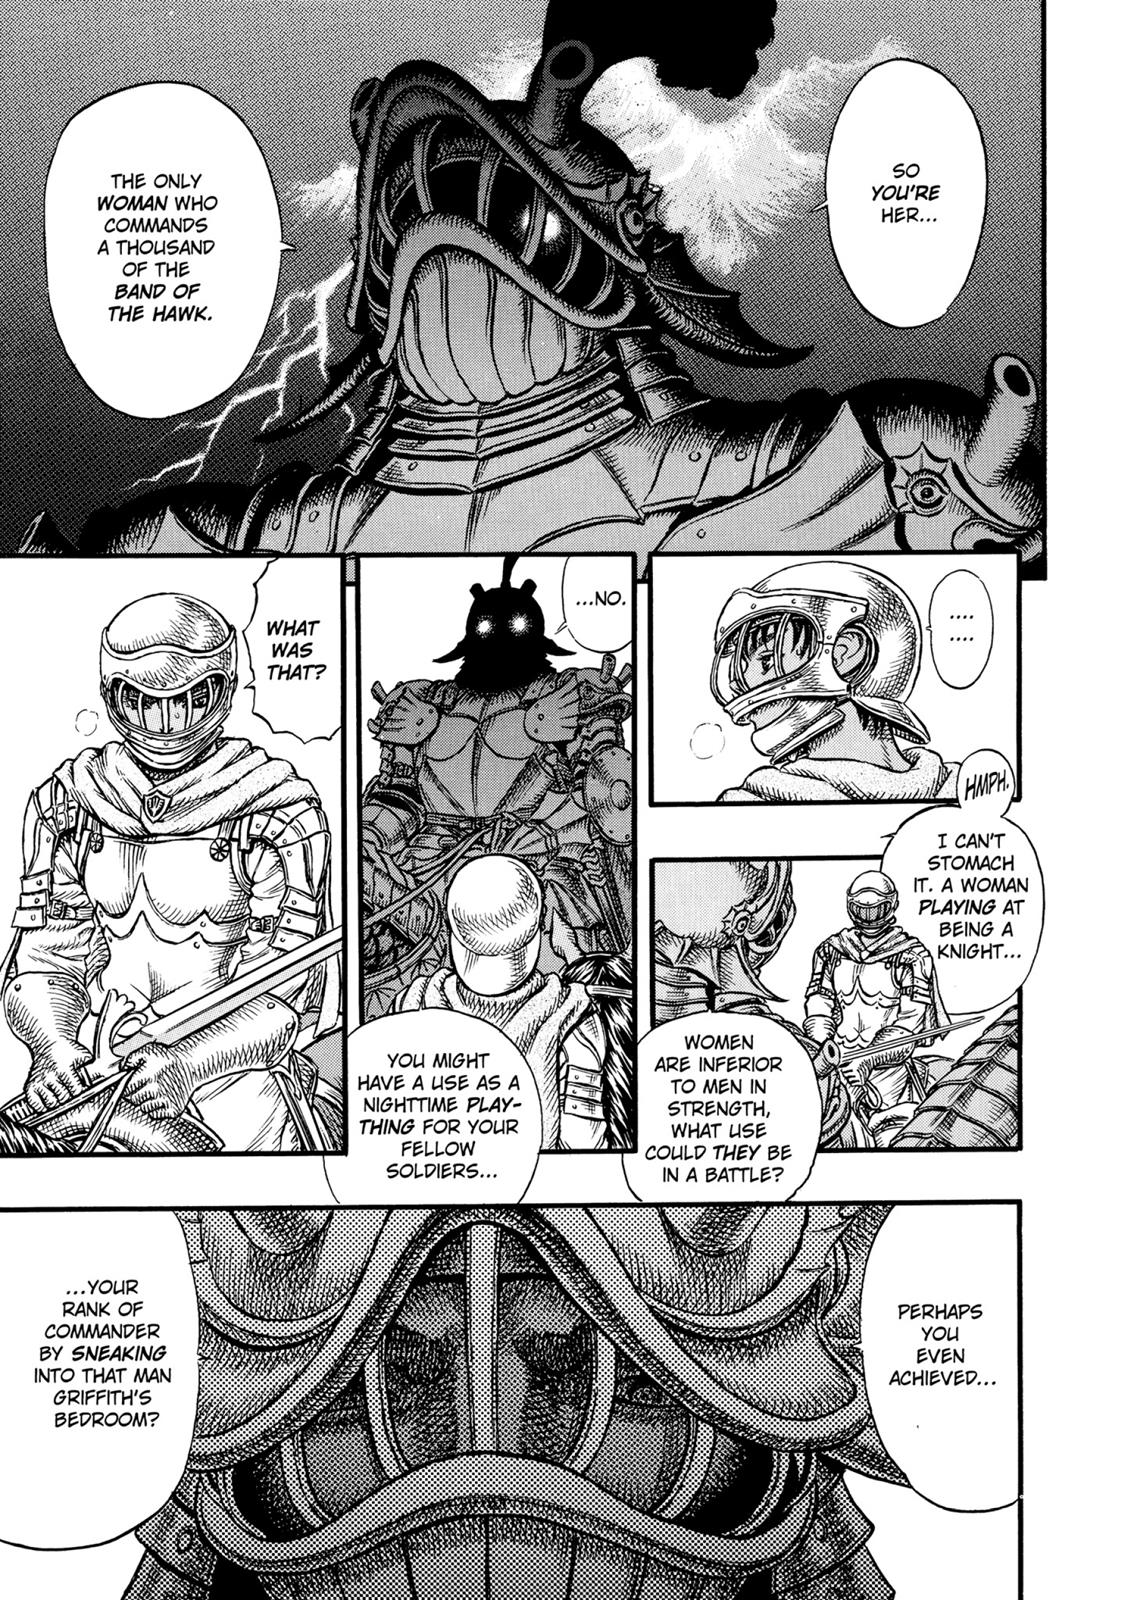 SO
YOU'RE
HER...
THE ONLY
WOMAN WHO
COMMANDS
A THOUSAND
OF THE
BAND OF
THE HAWK.
....
....
...NO.
WHAT
WAS
THAT?
HMPH.
I CAN'T
STOMACH
IT. A WOMAN
PLAYING AT
BEING A
KNIGHT...
WOMEN
ARE INFERIOR
TO MEN IN
STRENGTH,
WHAT USE
COULD THEY BE
IN A BATTLE?
YOU MIGHT
HAVE A USE AS A
NIGHTTIME PLAY-
THING FOR YOUR
FELLOW
SOLDIERS...
PERHAPS
YOU
EVEN
ACHIEVED...
...YOUR
RANK OF
COMMANDER
BY SNEAKING
INTO THAT MAN
GRIFFITH'S
BEDROOM?